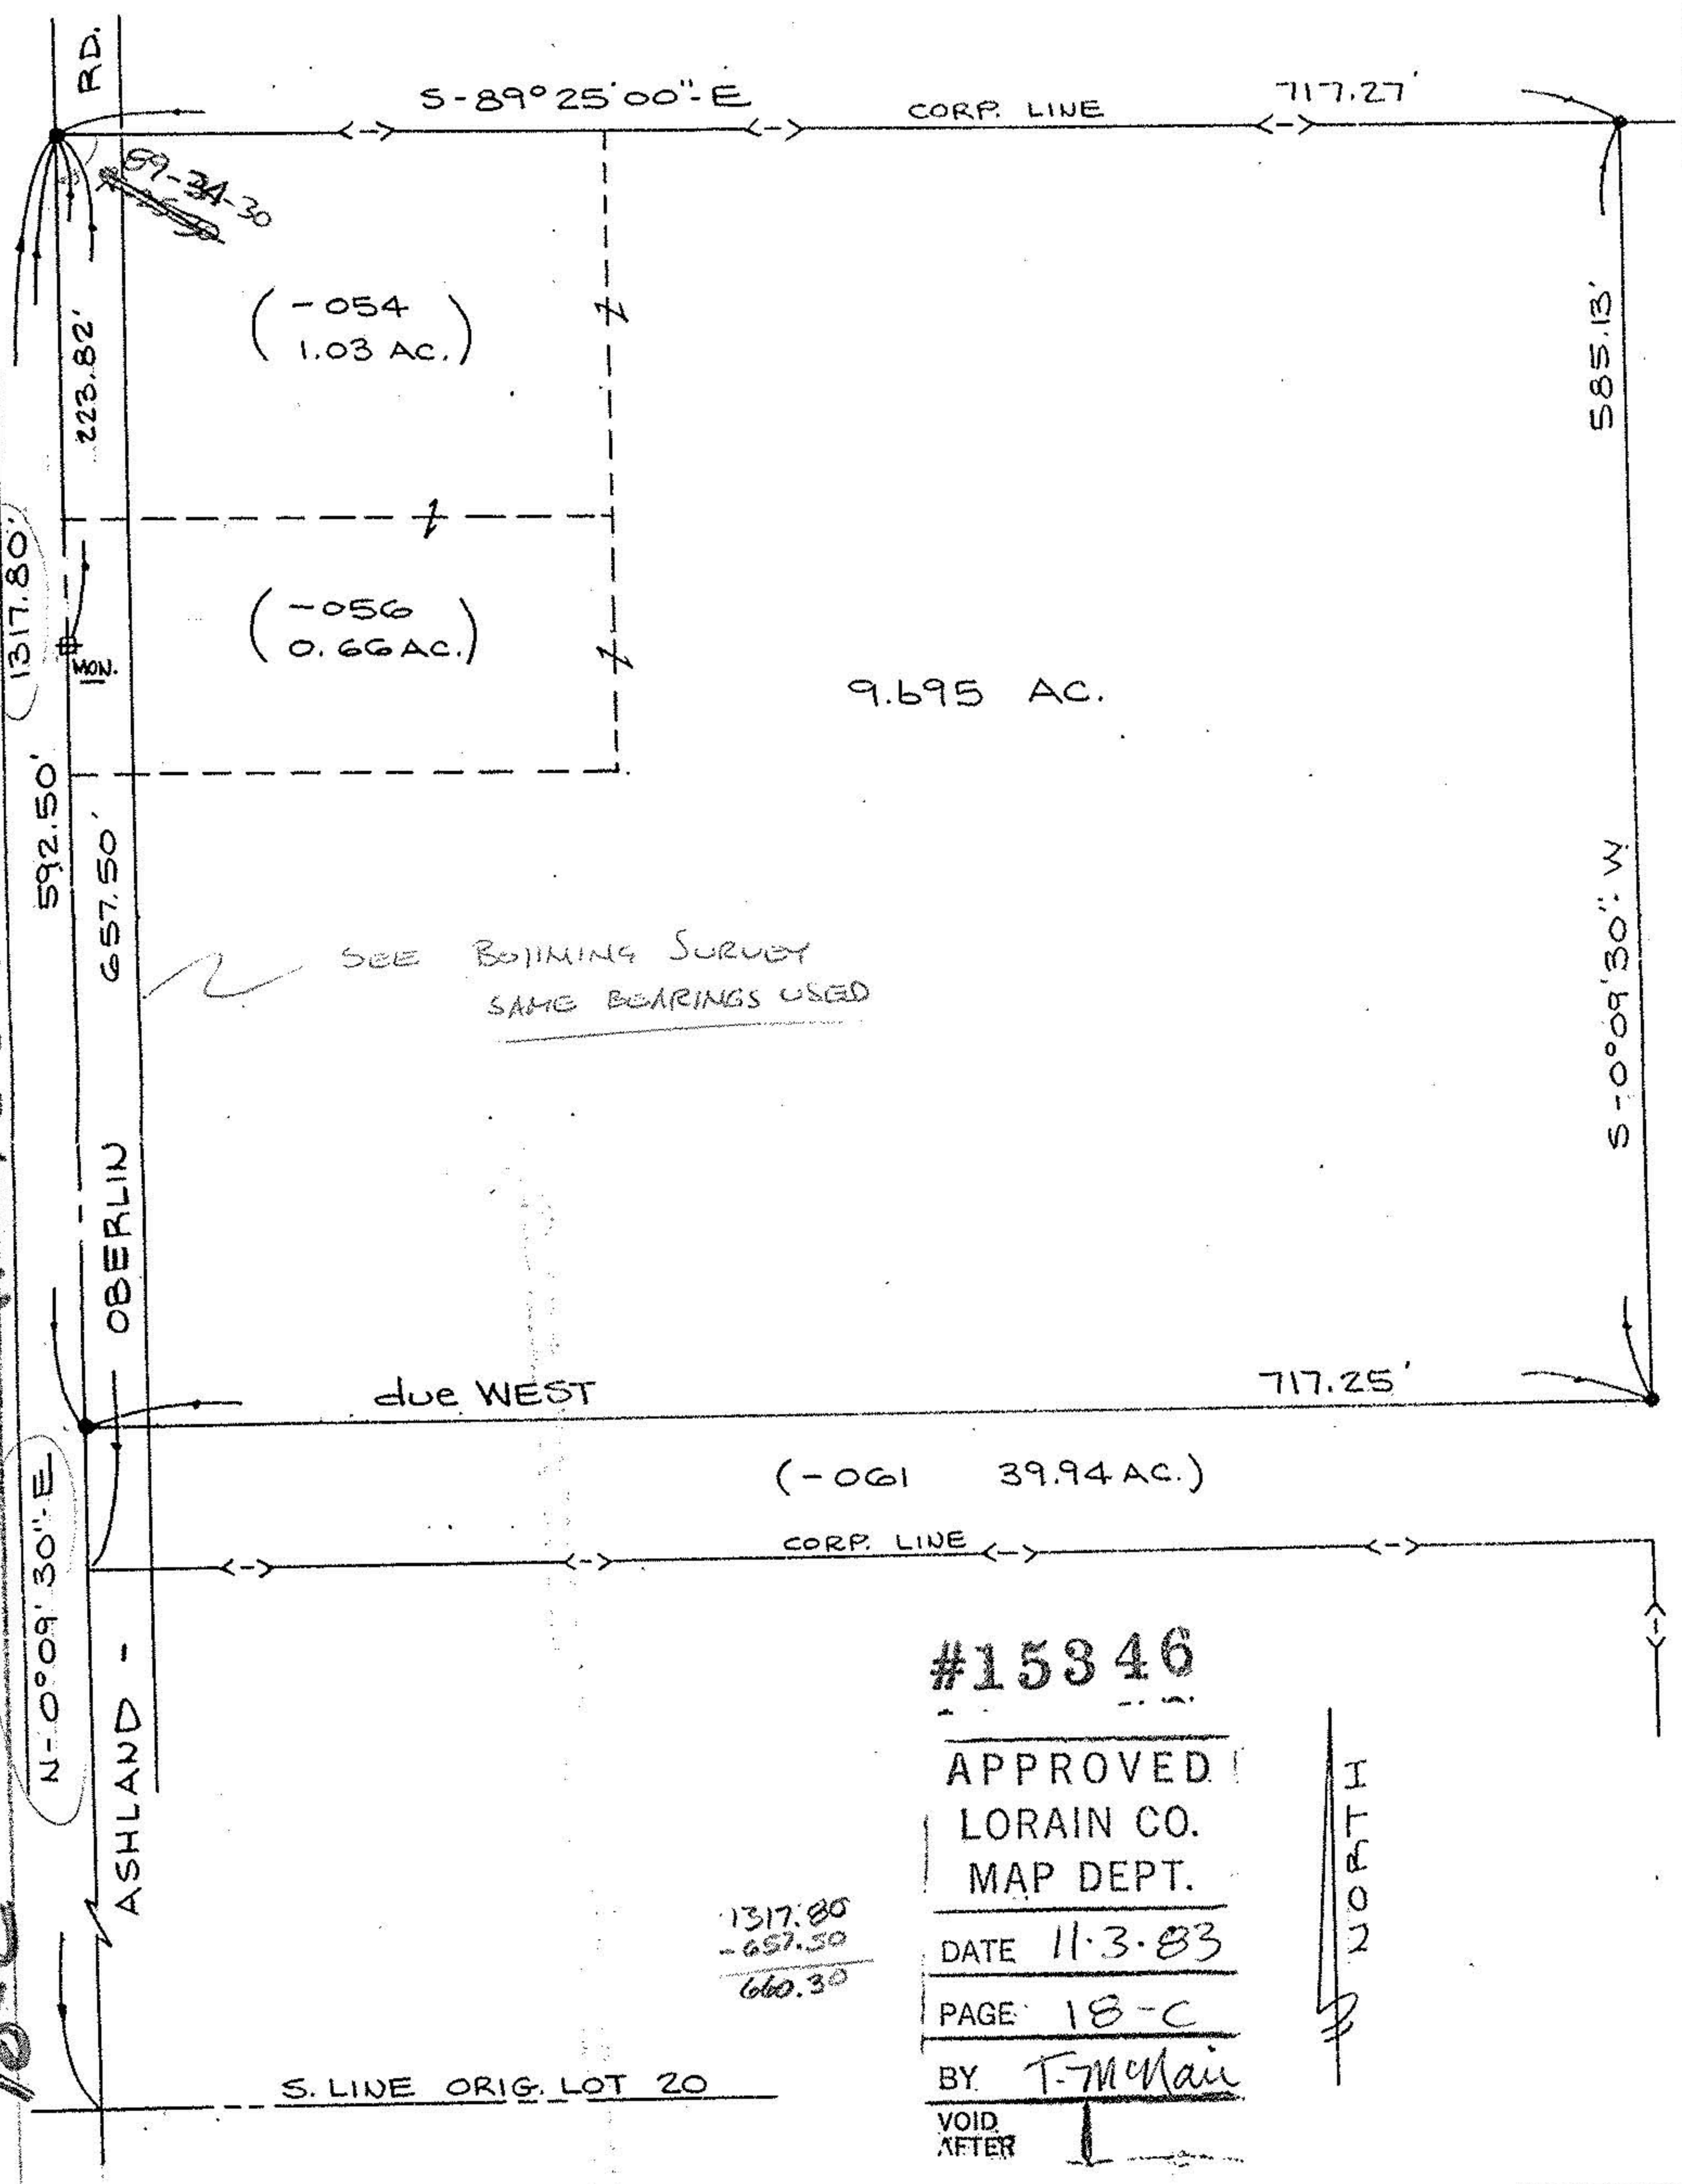 RD.
S-89°25'00"-E
CORP. LINE
717.27'
89-34-30
223.82'
(-054
1.03 AC.)
585.13'
1317.80'
MON.
(-056
0.66 AC.)
9.695 AC.
592.50'
657.50'
SEE
SURVEY
SAME BEARINGS USED
S-0°09'30"-W
OBERLIN
due WEST
717.25'
(-061 39.94 AC.)
N-0°09'30"-E
CORP. LINE
ASHLAND -
#15346
APPROVED
LORAIN CO.
MAP DEPT.
DATE 11.3.83
PAGE 18-C
BY T. McNair
VOID
AFTER
NORTH
1317.80
-657.50
660.30
S. LINE ORIG. LOT 20